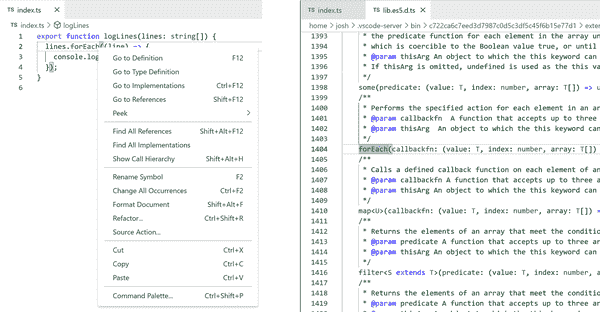 TS index.ts ×
TS index.ts > logLines
1 export function logLines(lines: string[]) {
2 lines.forEach((line) => {
3 console.log
4 });
5 }
6
Go to Definition F12
Go to Type Definition
Go to Implementations Ctrl+F12
Go to References Shift+F12
Peek >
Find All References Shift+Alt+F12
Find All Implementations
Show Call Hierarchy Shift+Alt+H
Rename Symbol F2
Change All Occurrences Ctrl+F2
Format Document Shift+Alt+F
Refactor... Ctrl+Shift+R
Source Action...
Cut Ctrl+X
Copy Ctrl+C
Paste Ctrl+V
Command Palette... Ctrl+Shift+P
TS index.ts TS lib.es5.d.ts ×
home > josh > .vscode-server > bin > c722ca6c7eed3d7987c0d5c3df5c45f6b15e77d1 > exter
1393 the predicate function for each element in the array un
1394 * which is coercible to the Boolean value true, or until
1395 * @param thisArg An object to which the this keyword can
1396 * If thisArg is omitted, undefined is used as the this va
1397 */
1398 some(predicate: (value: T, index: number, array: T[]) => u
1399 /**
1400 * Performs the specified action for each element in an ar
1401 * @param callbackfn A function that accepts up to three
1402 * @param thisArg An object to which the this keyword can
1403 */
1404 forEach(callbackfn: (value: T, index: number, array: T[])
1405 /**
1406 * Calls a defined callback function on each element of an
1407 * @param callbackfn A function that accepts up to three a
1408 * @param thisArg An object to which the this keyword can
1409 */
1410 map<U>(callbackfn: (value: T, index: number, array: T[]) =
1411 /**
1412 * Returns the elements of an array that meet the conditio
1413 * @param predicate A function that accepts up to three ar
1414 * @param thisArg An object to which the this keyword can
1415 */
1416 filter<S extends T>(predicate: (value: T, index: number, a
1417 /**
1418 * Returns the elements of an array that meet the conditio
1419 * @param predicate A function that accepts up to three ar